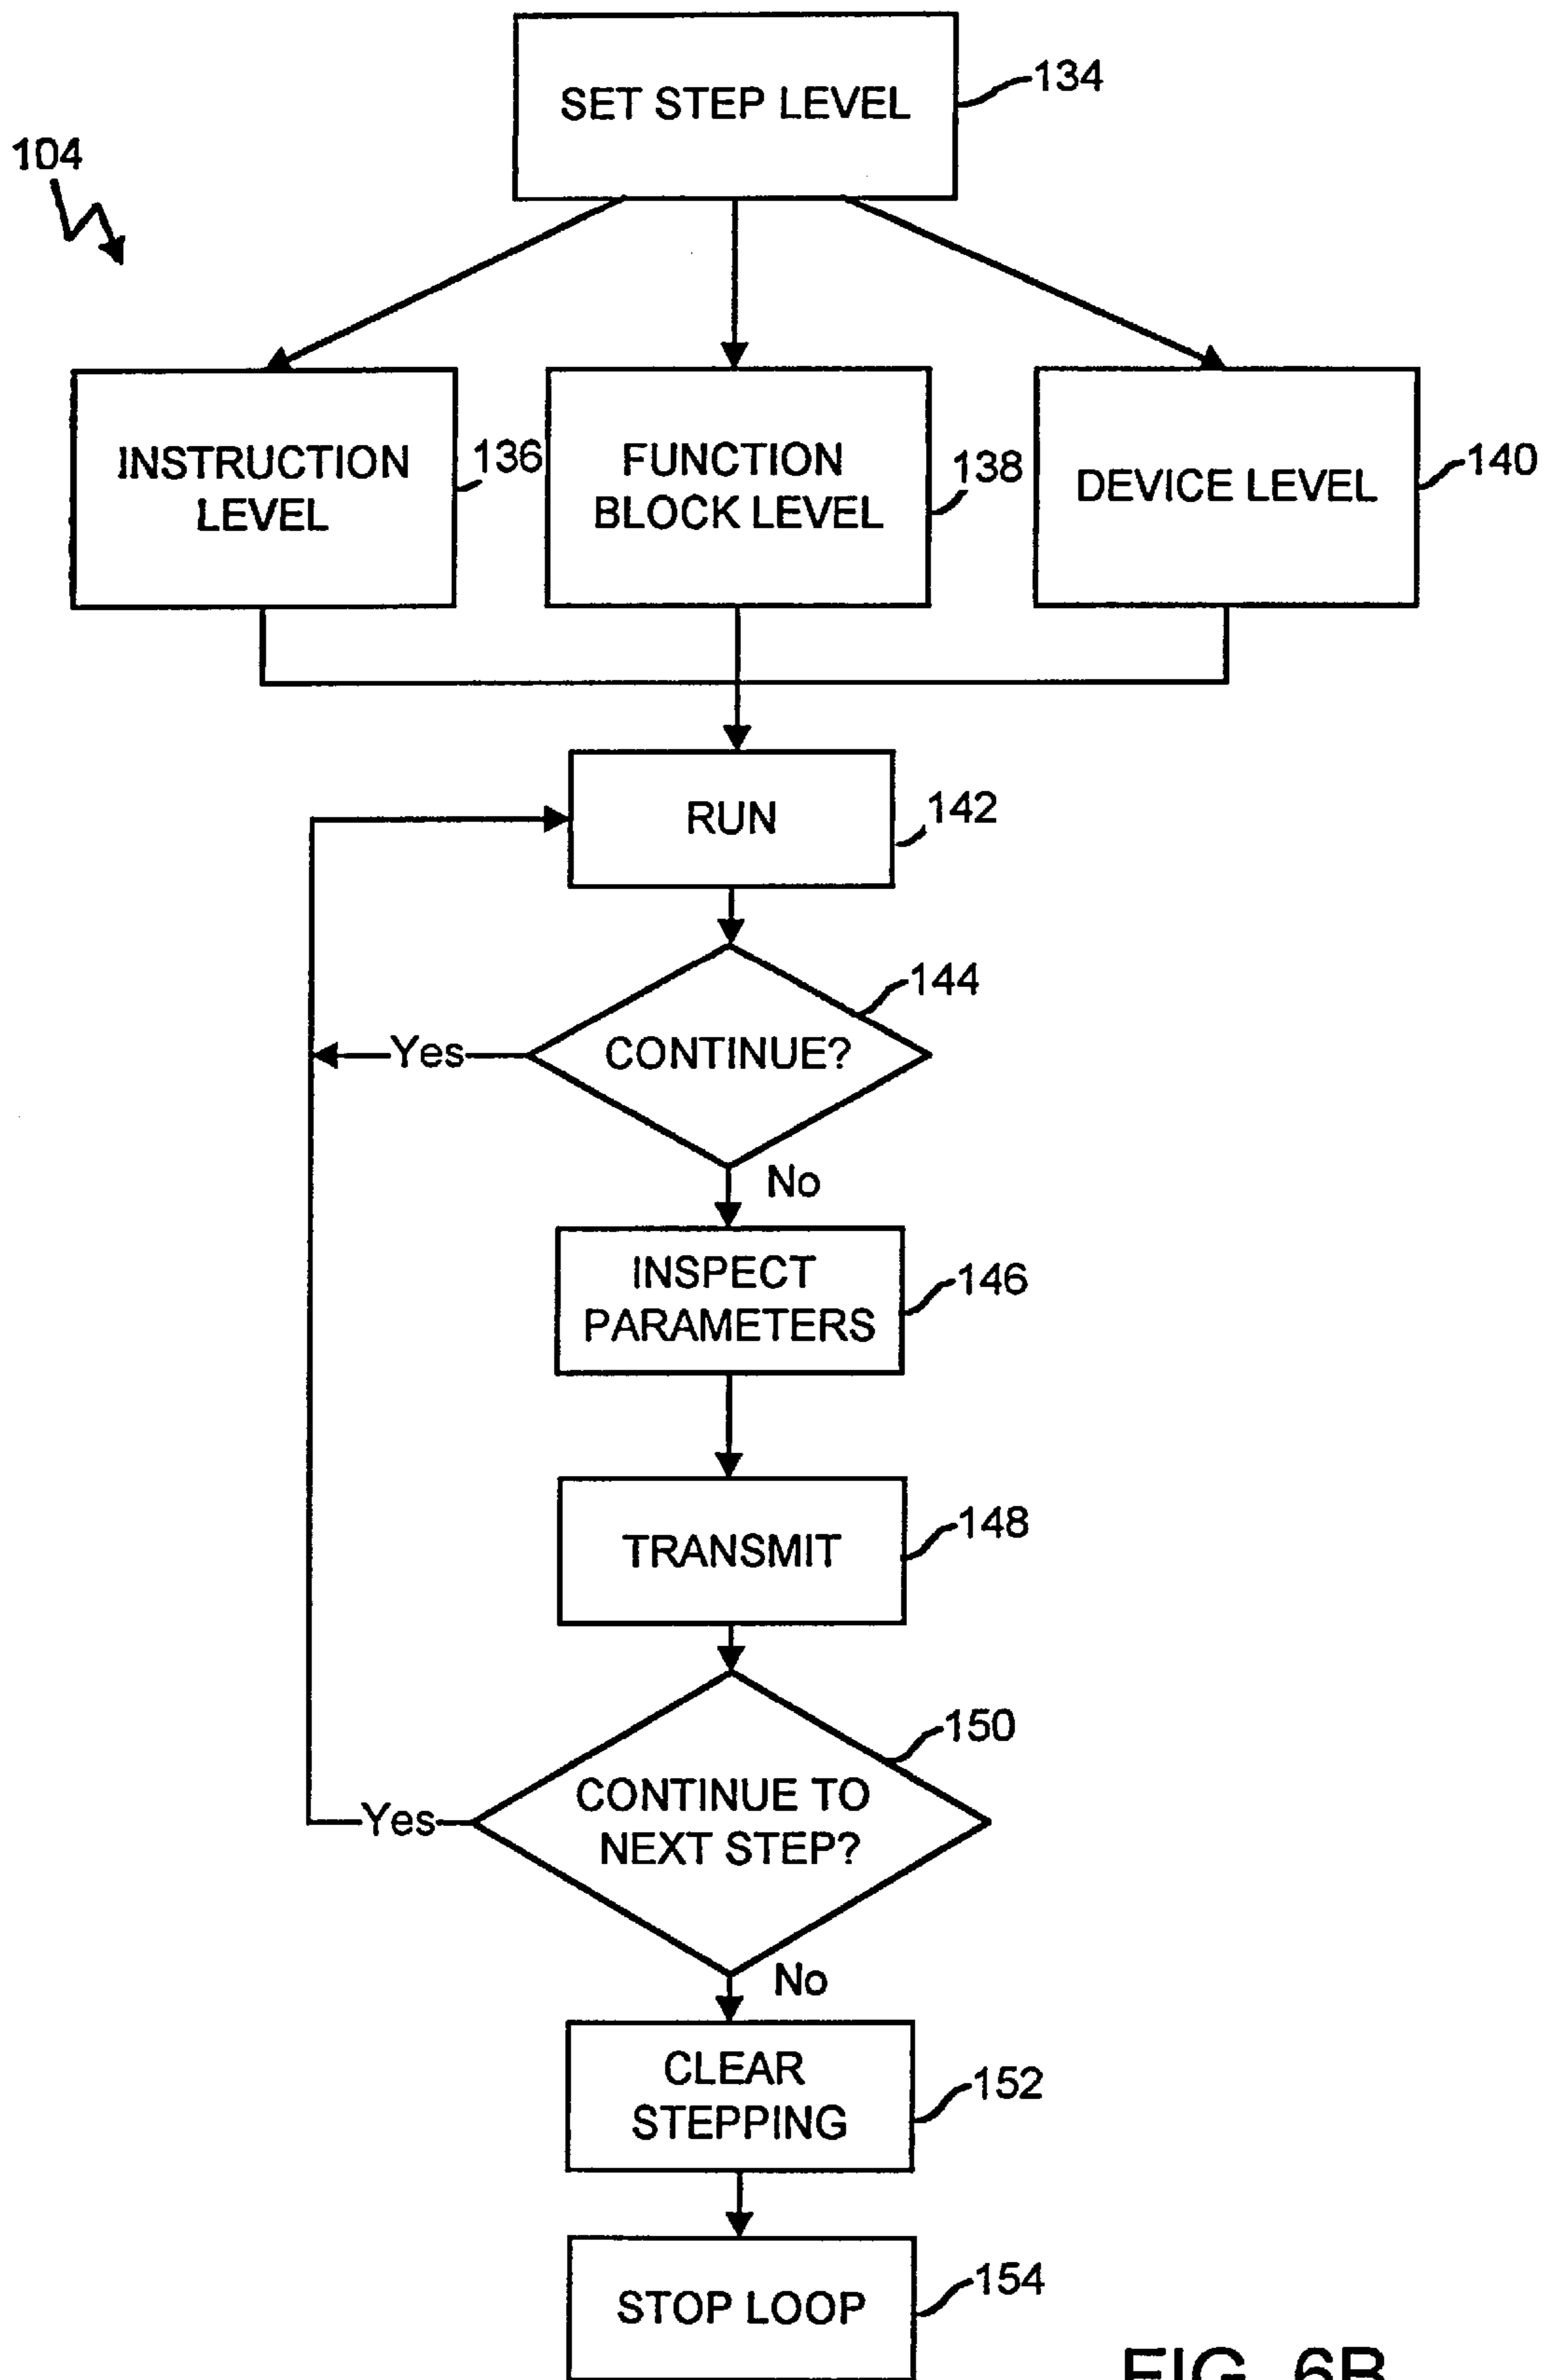 SET STEP LEVEL
134
104
INSTRUCTION
LEVEL
136
FUNCTION
BLOCK LEVEL
138
DEVICE LEVEL
140
RUN
142
144
CONTINUE?
Yes
No
INSPECT
PARAMETERS
146
TRANSMIT
148
150
CONTINUE TO
NEXT STEP?
Yes
No
CLEAR
STEPPING
152
STOP LOOP
154
FIG. 6B